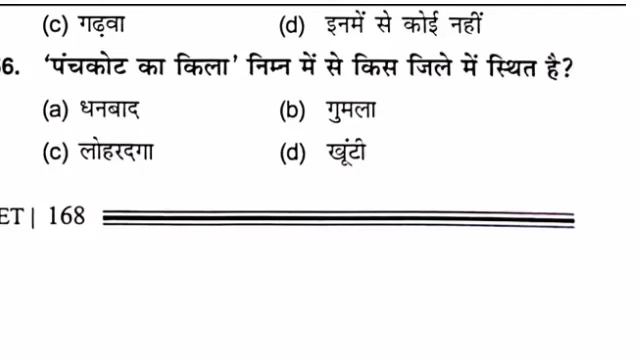 (c) गढ़वा (d) इनमें से कोई नहीं
6. ‘पंचकोट का किला’ निम्न में से किस जिले में स्थित है?
(a) धनबाद (b) गुमला
(c) लोहरदगा (d) खूंटी
ET | 168